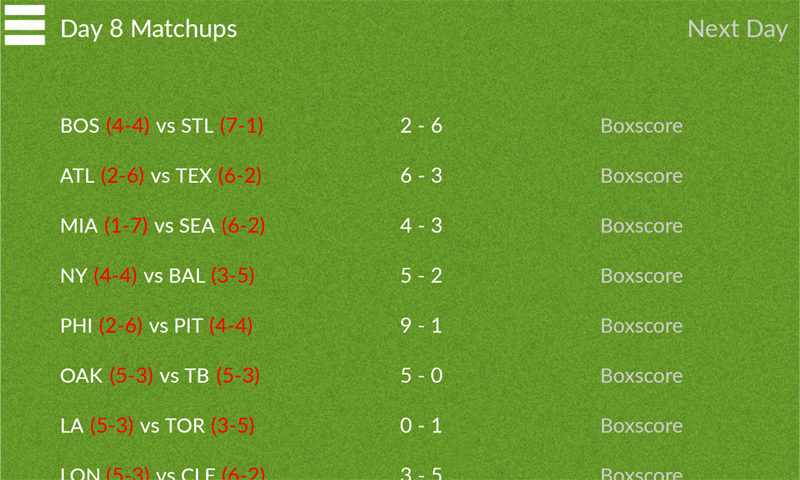 Day 8 Matchups Next Day
BOS (4-4) vs STL (7-1) 2 - 6 Boxscore
ATL (2-6) vs TEX (6-2) 6 - 3 Boxscore
MIA (1-7) vs SEA (6-2) 4 - 3 Boxscore
NY (4-4) vs BAL (3-5) 5 - 2 Boxscore
PHI (2-6) vs PIT (4-4) 9 - 1 Boxscore
OAK (5-3) vs TB (5-3) 5 - 0 Boxscore
LA (5-3) vs TOR (3-5) 0 - 1 Boxscore
LON (5-3) vs CLE (6-2) 3 - 5 Boxscore